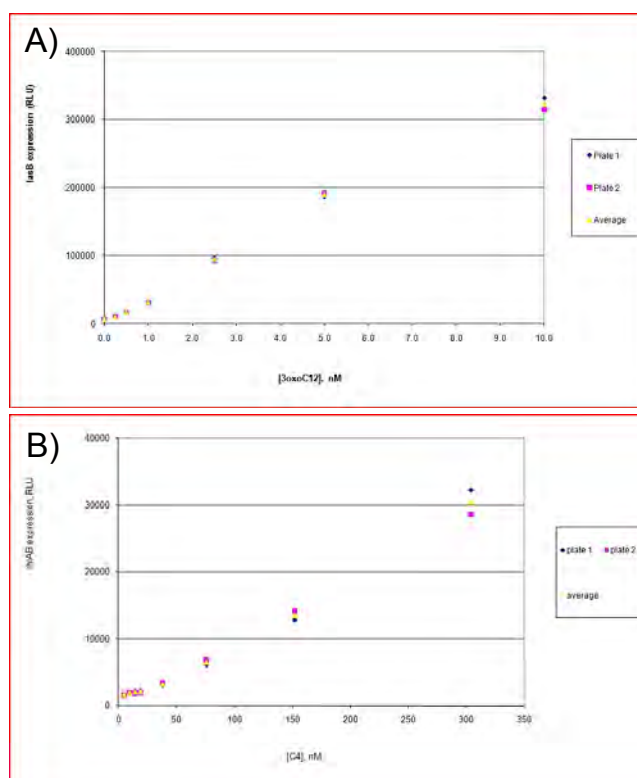 A)
lasB expression (RLU)
400000
300000
200000
100000
0
0.0 1.0 2.0 3.0 4.0 5.0 6.0 7.0 8.0 9.0 10.0
[3oxoC12], nM
Plate 1
Plate 2
Average
B)
rhlAB expression, RLU
40000
30000
20000
10000
0
0 50 100 150 200 250 300 350
[C4], nM
plate 1 plate 2
average